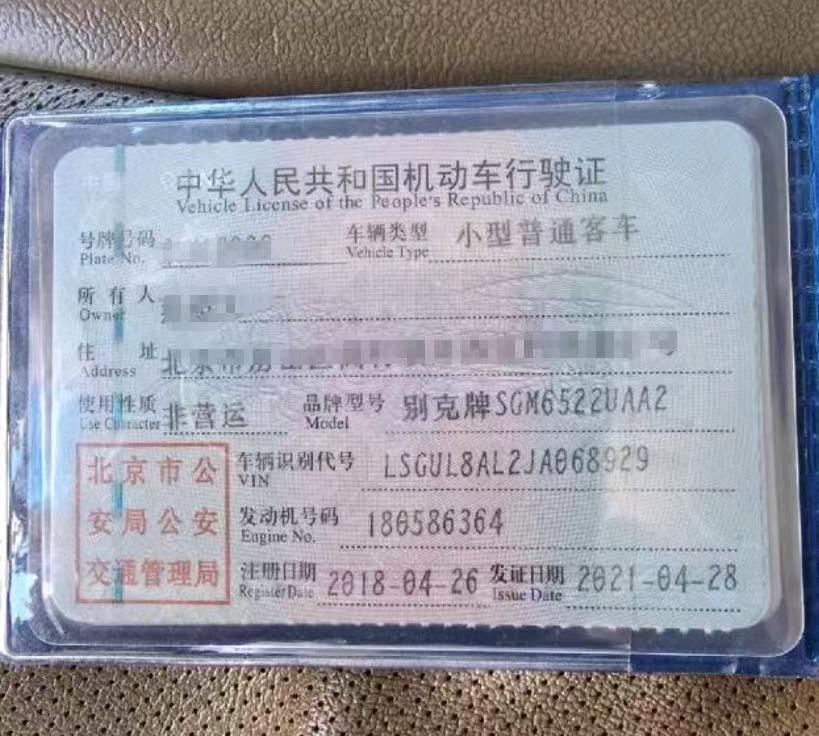 中华人民共和国机动车行驶证
Vehicle License of the People's Republic of China
号牌号码 车辆类型 小型普通客车
Plate No. Vehicle Type
所有人
Owner
住址 北京市房
Address
使用性质 非营运 品牌型号 别克牌SGM6522UAA2
Use Character Model
北京市公 车辆识别代号 LSGUL8AL2JA068929
VIN
安局公安 发动机号码 180586364
Engine No.
交通管理局 注册日期 2018-04-26 发证日期 2021-04-28
Register Date Issue Date